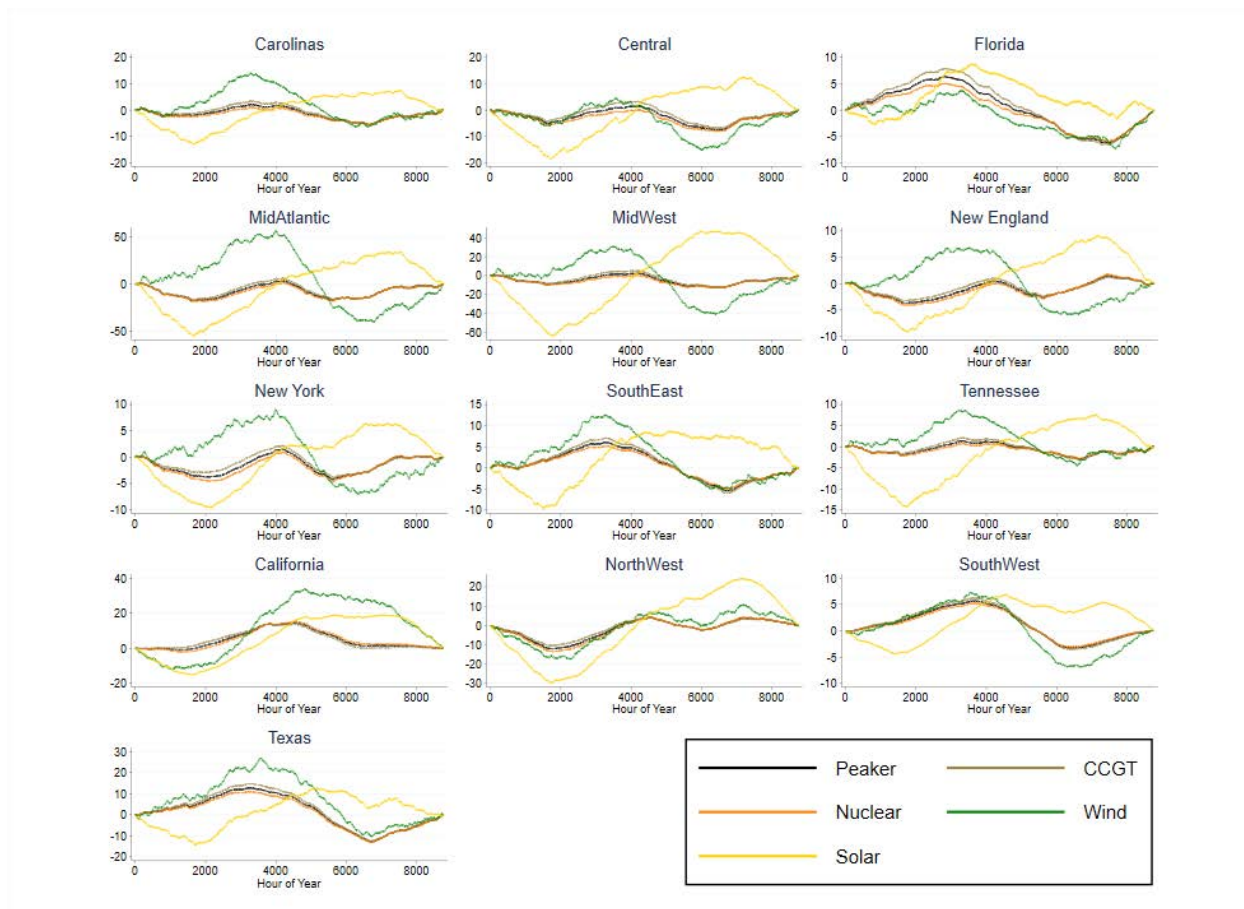 Carolinas
20
10
0
-10
-20
0 2000 4000 6000 8000
Hour of Year
Central
20
10
0
-10
-20
0 2000 4000 6000 8000
Hour of Year
Florida
10
5
0
-5
-10
0 2000 4000 6000 8000
Hour of Year
MidAtlantic
50
0
-50
0 2000 4000 6000 8000
Hour of Year
MidWest
40
20
0
-20
-40
-60
0 2000 4000 6000 8000
Hour of Year
New England
10
5
0
-5
-10
0 2000 4000 6000 8000
Hour of Year
New York
10
5
0
-5
-10
0 2000 4000 6000 8000
Hour of Year
SouthEast
15
10
5
0
-5
-10
0 2000 4000 6000 8000
Hour of Year
Tennessee
10
5
0
-5
-10
-15
0 2000 4000 6000 8000
Hour of Year
California
40
20
0
-20
0 2000 4000 6000 8000
Hour of Year
NorthWest
20
10
0
-10
-20
-30
0 2000 4000 6000 8000
Hour of Year
SouthWest
10
5
0
-5
-10
0 2000 4000 6000 8000
Hour of Year
Texas
30
20
10
0
-10
-20
0 2000 4000 6000 8000
Hour of Year
Peaker CCGT
Nuclear Wind
Solar